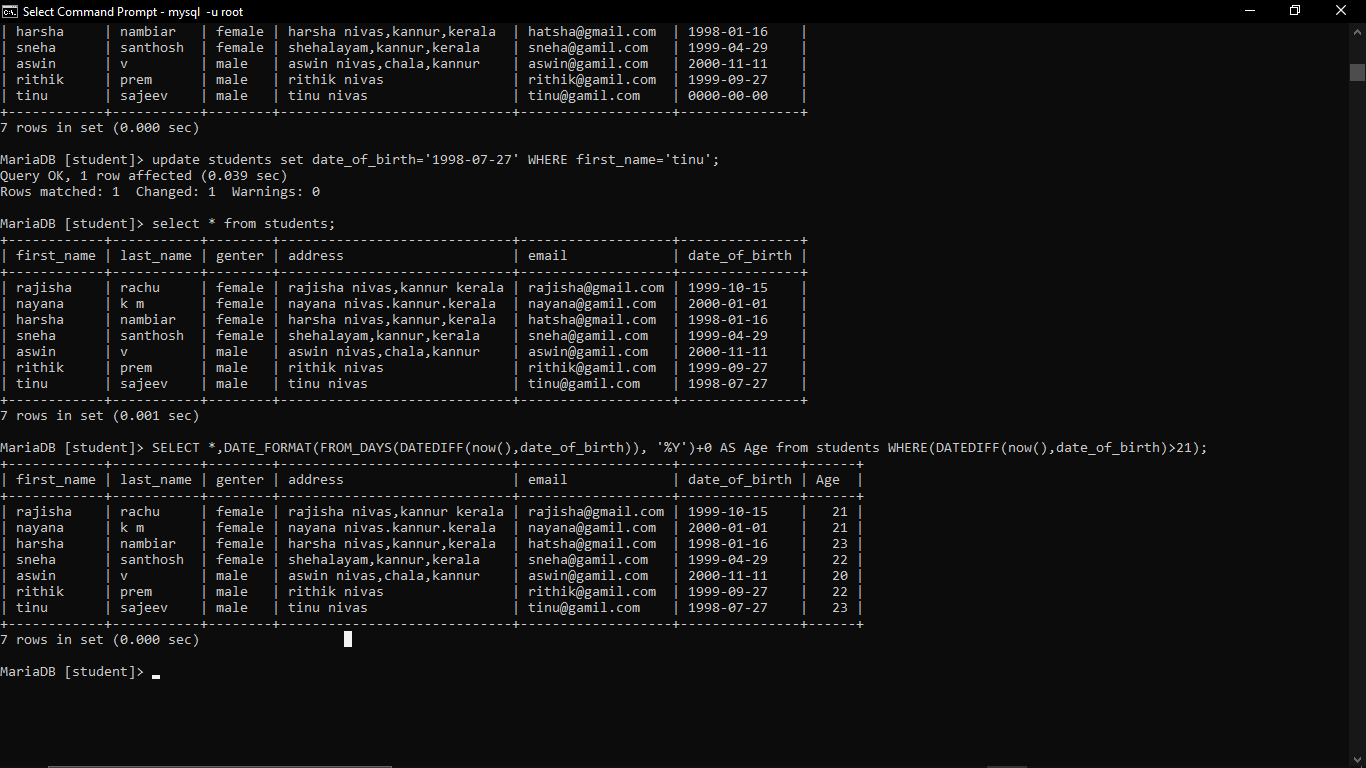 Select Command Prompt - mysql -u root
| harsha     | nambiar   | female | harsha nivas,kannur,kerala  | hatsha@gmail.com  | 1998-01-16    |
| sneha      | santhosh  | female | shehalayam,kannur,kerala    | sneha@gamil.com   | 1999-04-29    |
| aswin      | v         | male   | aswin nivas,chala,kannur    | aswin@gamil.com   | 2000-11-11    |
| rithik     | prem      | male   | rithik nivas                | rithik@gamil.com  | 1999-09-27    |
| tinu       | sajeev    | male   | tinu nivas                  | tinu@gamil.com    | 0000-00-00    |
+------------+-----------+--------+-----------------------------+-------------------+---------------+
7 rows in set (0.000 sec)
MariaDB [student]> update students set date_of_birth='1998-07-27' WHERE first_name='tinu';
Query OK, 1 row affected (0.039 sec)
Rows matched: 1  Changed: 1  Warnings: 0
MariaDB [student]> select * from students;
+------------+-----------+--------+-----------------------------+-------------------+---------------+
| first_name | last_name | genter | address                     | email             | date_of_birth |
+------------+-----------+--------+-----------------------------+-------------------+---------------+
| rajisha    | rachu     | female | rajisha nivas,kannur kerala | rajisha@gmail.com | 1999-10-15    |
| nayana     | k m       | female | nayana nivas.kannur.kerala  | nayana@gamil.com  | 2000-01-01    |
| harsha     | nambiar   | female | harsha nivas,kannur,kerala  | hatsha@gmail.com  | 1998-01-16    |
| sneha      | santhosh  | female | shehalayam,kannur,kerala    | sneha@gamil.com   | 1999-04-29    |
| aswin      | v         | male   | aswin nivas,chala,kannur    | aswin@gamil.com   | 2000-11-11    |
| rithik     | prem      | male   | rithik nivas                | rithik@gamil.com  | 1999-09-27    |
| tinu       | sajeev    | male   | tinu nivas                  | tinu@gamil.com    | 1998-07-27    |
+------------+-----------+--------+-----------------------------+-------------------+---------------+
7 rows in set (0.001 sec)
MariaDB [student]> SELECT *,DATE_FORMAT(FROM_DAYS(DATEDIFF(now(),date_of_birth)), '%Y')+0 AS Age from students WHERE(DATEDIFF(now(),date_of_birth)>21);
+------------+-----------+--------+-----------------------------+-------------------+---------------+------+
| first_name | last_name | genter | address                     | email             | date_of_birth | Age  |
+------------+-----------+--------+-----------------------------+-------------------+---------------+------+
| rajisha    | rachu     | female | rajisha nivas,kannur kerala | rajisha@gmail.com | 1999-10-15    |   21 |
| nayana     | k m       | female | nayana nivas.kannur.kerala  | nayana@gamil.com  | 2000-01-01    |   21 |
| harsha     | nambiar   | female | harsha nivas,kannur,kerala  | hatsha@gmail.com  | 1998-01-16    |   23 |
| sneha      | santhosh  | female | shehalayam,kannur,kerala    | sneha@gamil.com   | 1999-04-29    |   22 |
| aswin      | v         | male   | aswin nivas,chala,kannur    | aswin@gamil.com   | 2000-11-11    |   20 |
| rithik     | prem      | male   | rithik nivas                | rithik@gamil.com  | 1999-09-27    |   22 |
| tinu       | sajeev    | male   | tinu nivas                  | tinu@gamil.com    | 1998-07-27    |   23 |
+------------+-----------+--------+-----------------------------+-------------------+---------------+------+
7 rows in set (0.000 sec)
MariaDB [student]>